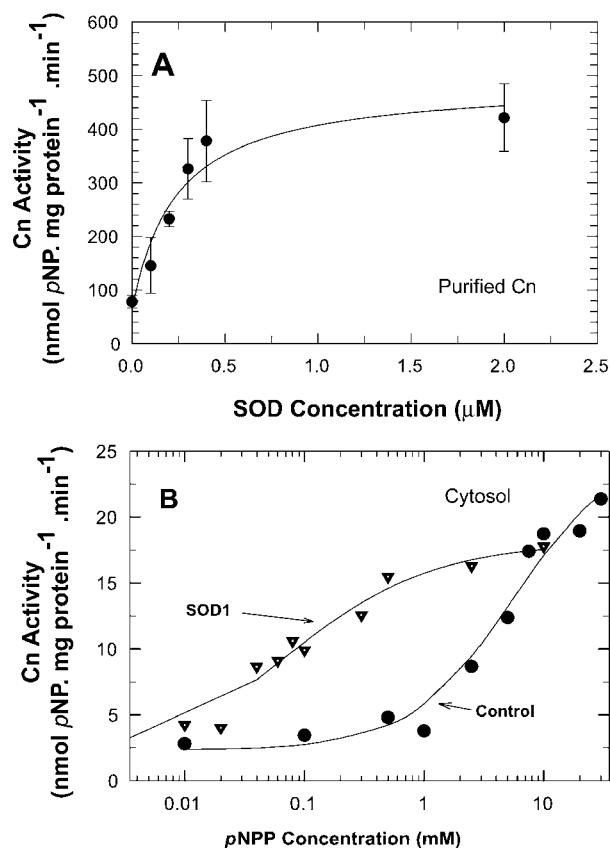 A
600
500
400
300
200
100
0
Cn Activity
(nmol pNP. mg protein⁻¹ .min⁻¹)
Purified Cn
0.0 0.5 1.0 1.5 2.0 2.5
SOD Concentration (μM)
B
Cytosol
25
20
15
10
5
0
Cn Activity
(nmol pNP. mg protein⁻¹ .min⁻¹)
SOD1
Control
0.01 0.1 1 10
pNPP Concentration (mM)